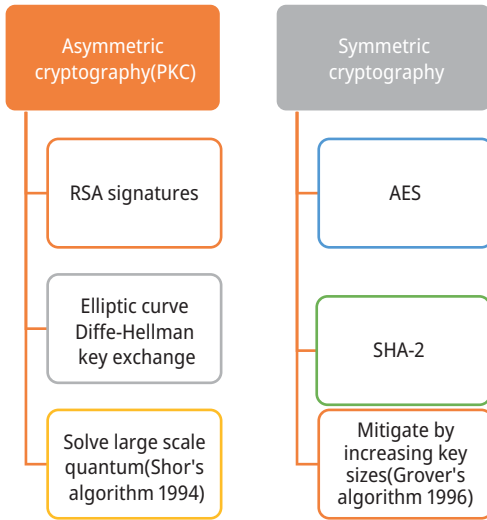 Asymmetric
cryptography(PKC)
RSA signatures
Elliptic curve
Diffe-Hellman
key exchange
Solve large scale
quantum(Shor's
algorithm 1994)
Symmetric
cryptography
AES
SHA-2
Mitigate by
increasing key
sizes(Grover's
algorithm 1996)